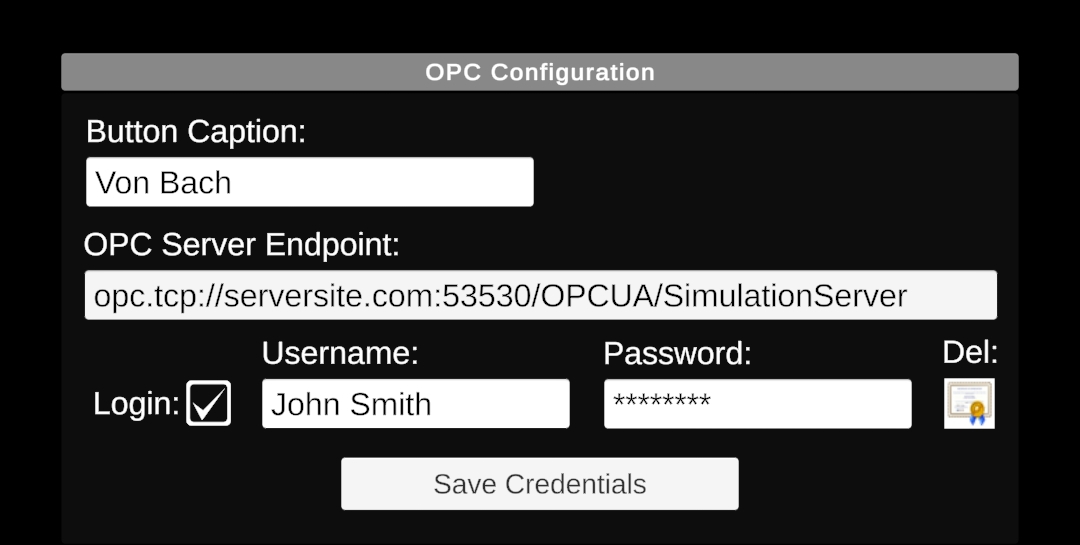 OPC Configuration
Button Caption:
Von Bach
OPC Server Endpoint:
opc.tcp://serversite.com:53530/OPCUA/SimulationServer
Username:
Password:
Del:
Login:
John Smith
********
Save Credentials